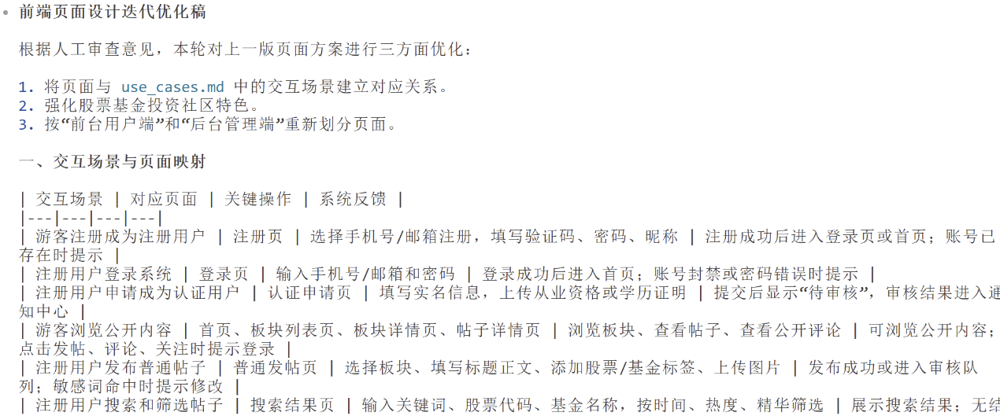 • 前端页面设计迭代优化稿
根据人工审查意见，本轮对上一版页面方案进行三方面优化：
1. 将页面与 use_cases.md 中的交互场景建立对应关系。
2. 强化股票基金投资社区特色。
3. 按“前台用户端”和“后台管理端”重新划分页面。
一、交互场景与页面映射
| 交互场景 | 对应页面 | 关键操作 | 系统反馈 |
|---|---|---|---|
| 游客注册成为注册用户 | 注册页 | 选择手机号/邮箱注册，填写验证码、密码、昵称 | 注册成功后进入登录页或首页；账号已
存在时提示 |
| 注册用户登录系统 | 登录页 | 输入手机号/邮箱和密码 | 登录成功后进入首页；账号封禁或密码错误时提示 |
| 注册用户申请成为认证用户 | 认证申请页 | 填写实名信息，上传从业资格或学历证明 | 提交后显示“待审核”，审核结果进入通
知中心 |
| 游客浏览公开内容 | 首页、板块列表页、板块详情页、帖子详情页 | 浏览板块、查看帖子、查看公开评论 | 可浏览公开内容；
点击发帖、评论、关注时提示登录 |
| 注册用户发布普通帖子 | 普通发帖页 | 选择板块、填写标题正文、添加股票/基金标签、上传图片 | 发布成功或进入审核队
列；敏感词命中时提示修改 |
| 注册用户搜索和筛选帖子 | 搜索结果页 | 输入关键词、股票代码、基金名称，按时间、热度、精华筛选 | 展示搜索结果；无结